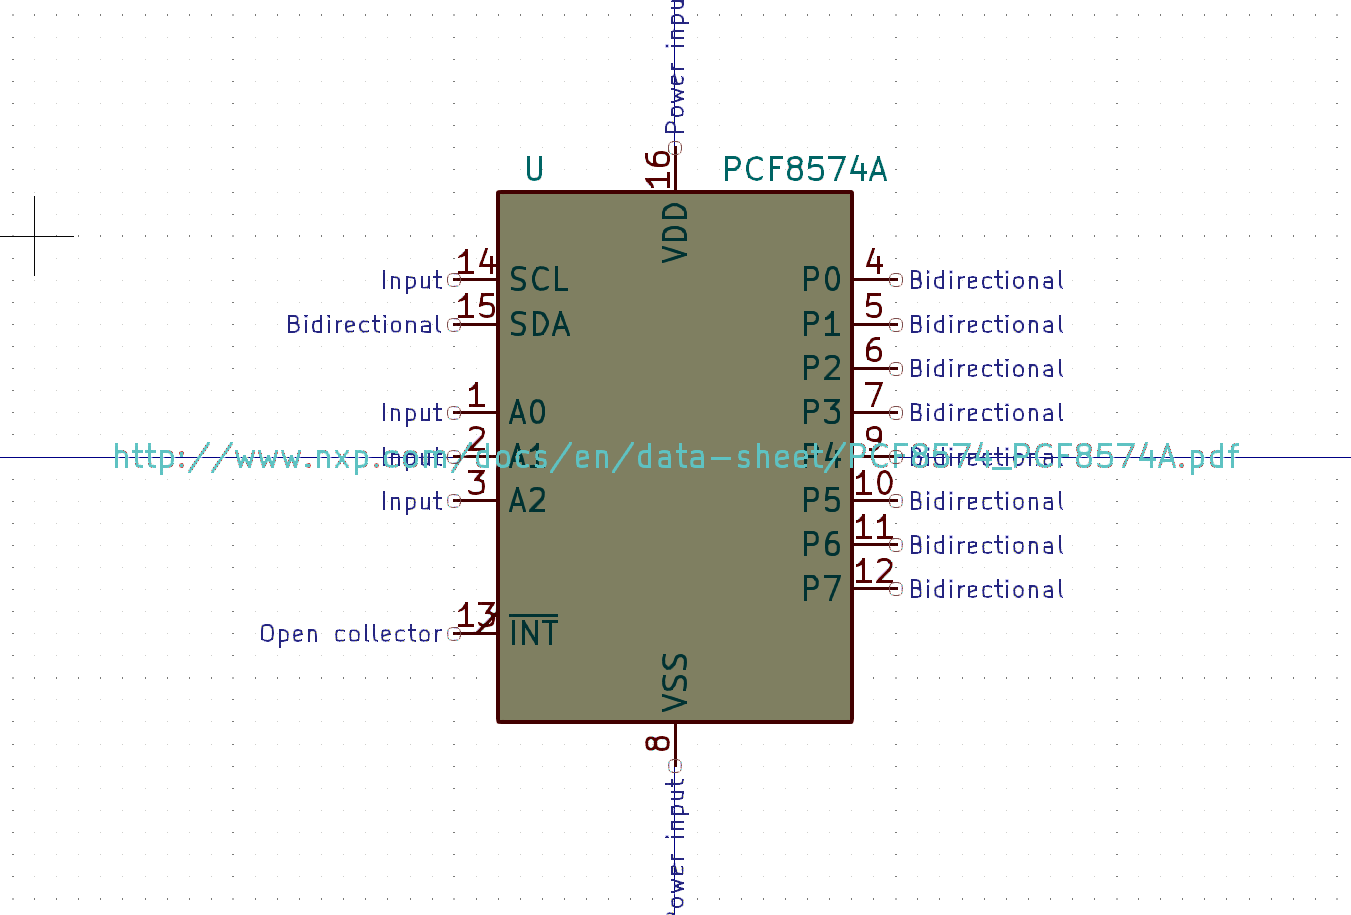 Power input
U
PCF8574A
16
VDD
Input 14 SCL
P0 4 Bidirectional
Bidirectional 15 SDA
P1 5 Bidirectional
P2 6 Bidirectional
Input 1 A0
P3 7 Bidirectional
Input 2 A1
P4 9 Bidirectional
http://www.nxp.com/docs/en/data-sheet/PCF8574_PCF8574A.pdf
Input 3 A2
P5 10 Bidirectional
P6 11 Bidirectional
P7 12 Bidirectional
Open collector 13 INT
VSS
8
Power input